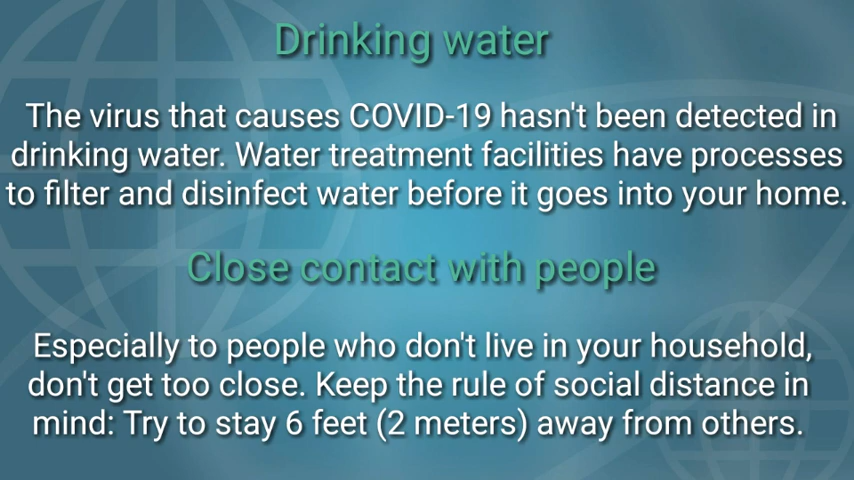 Drinking water
The virus that causes COVID-19 hasn't been detected in
drinking water. Water treatment facilities have processes
to filter and disinfect water before it goes into your home.
Close contact with people
Especially to people who don't live in your household,
don't get too close. Keep the rule of social distance in
mind: Try to stay 6 feet (2 meters) away from others.